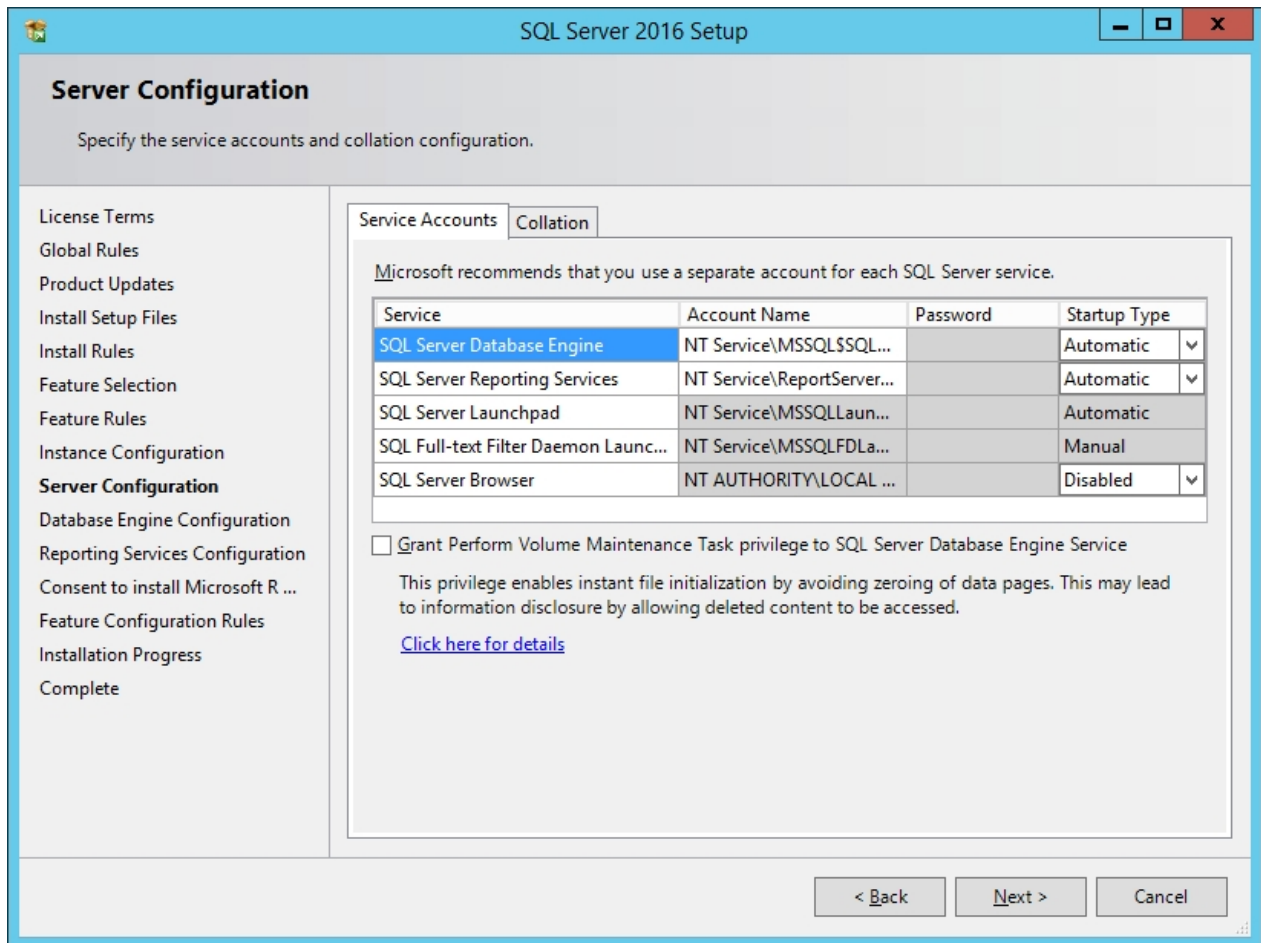 SQL Server 2016 Setup
Server Configuration
Specify the service accounts and collation configuration.
License Terms
Global Rules
Product Updates
Install Setup Files
Install Rules
Feature Selection
Feature Rules
Instance Configuration
Server Configuration
Database Engine Configuration
Reporting Services Configuration
Consent to install Microsoft R ...
Feature Configuration Rules
Installation Progress
Complete
Service Accounts Collation
Microsoft recommends that you use a separate account for each SQL Server service.
Service Account Name Password Startup Type
SQL Server Database Engine NT Service\MSSQL$SQL... Automatic
SQL Server Reporting Services NT Service\ReportServer... Automatic
SQL Server Launchpad NT Service\MSSQLLaun... Automatic
SQL Full-text Filter Daemon Launc... NT Service\MSSQLFDLa... Manual
SQL Server Browser NT AUTHORITY\LOCAL ... Disabled
Grant Perform Volume Maintenance Task privilege to SQL Server Database Engine Service
This privilege enables instant file initialization by avoiding zeroing of data pages. This may lead
to information disclosure by allowing deleted content to be accessed.
Click here for details
< Back Next > Cancel